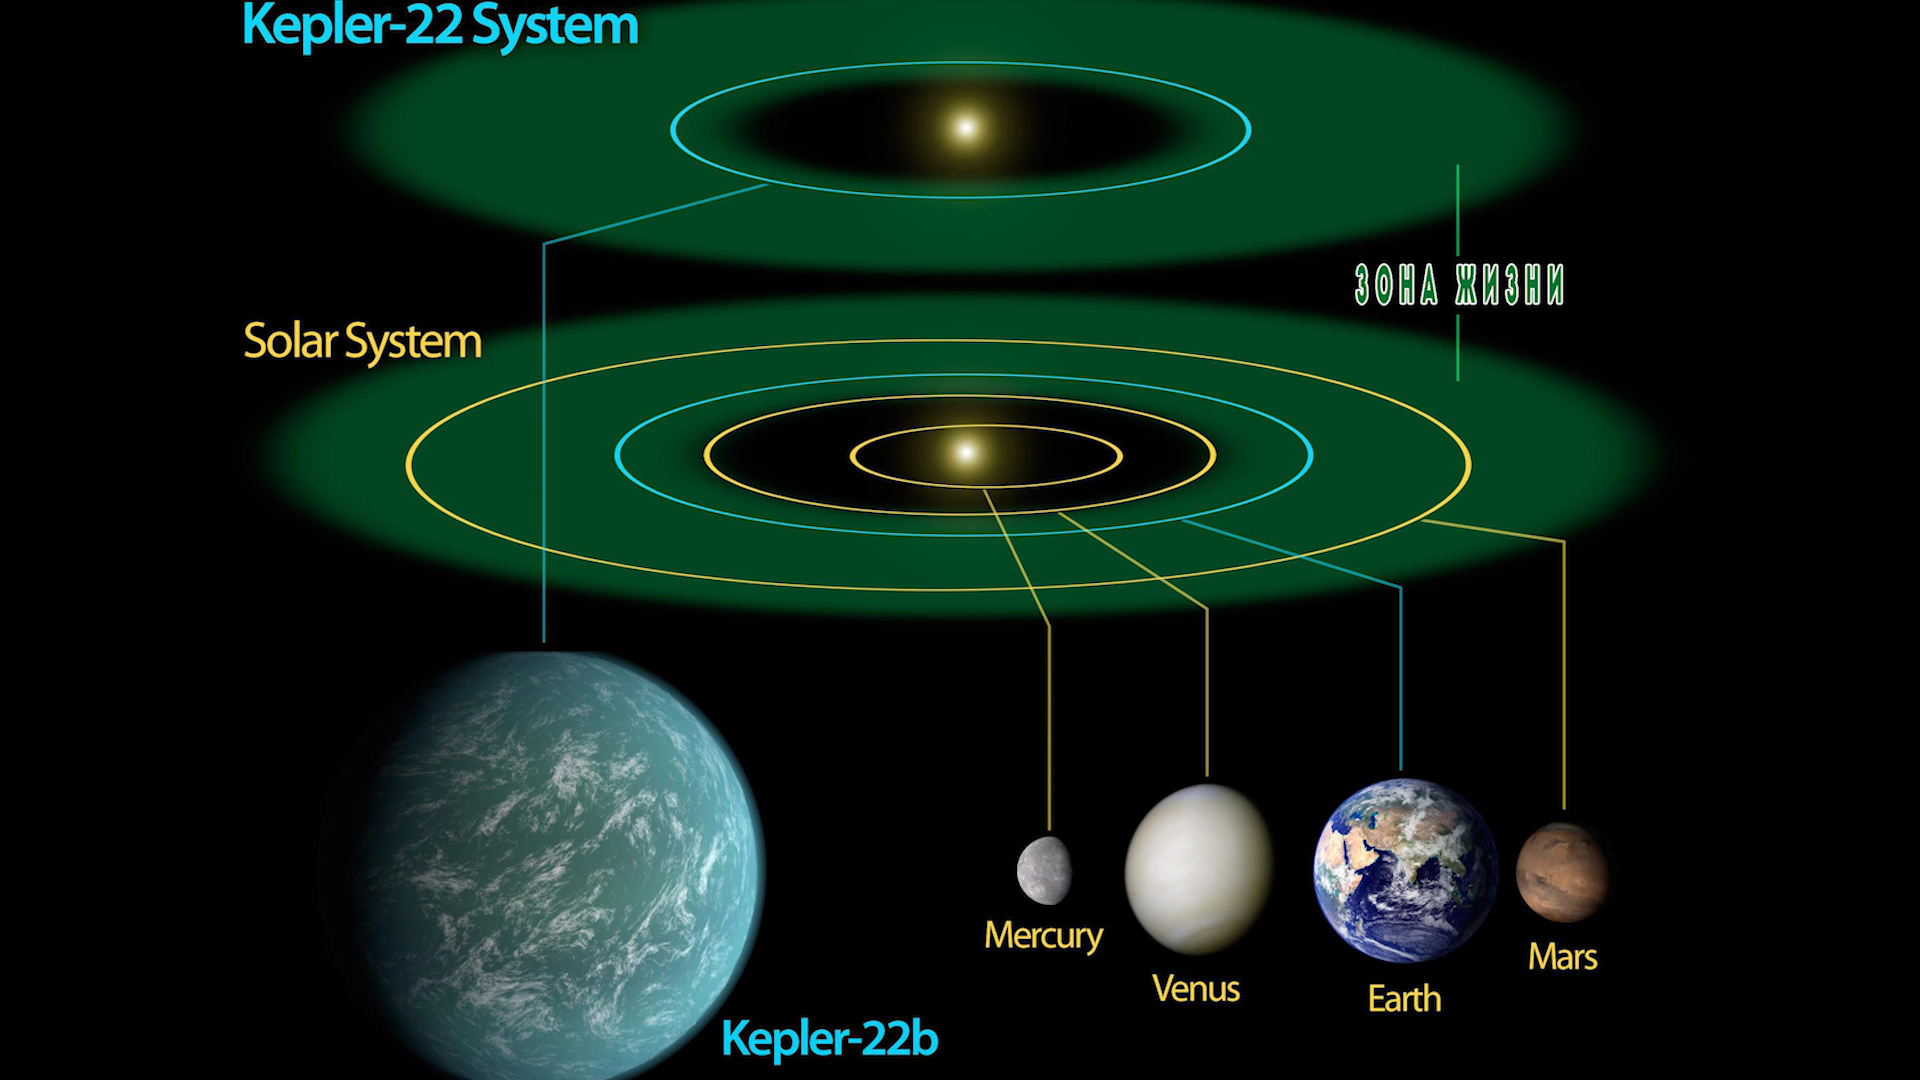 Kepler-22 System
ЗОНА ЖИЗНИ
Solar System
Mercury
Venus
Earth
Mars
Kepler-22b